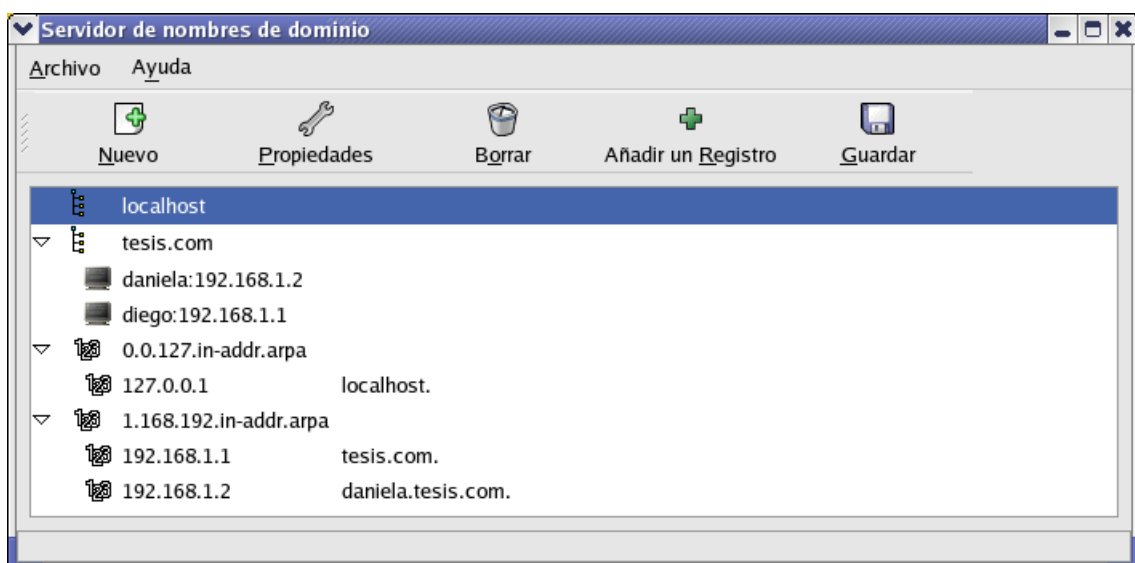 Servidor de nombres de dominio
Archivo Ayuda
Nuevo Propiedades Borrar Añadir un Registro Guardar
localhost
tesis.com
daniela:192.168.1.2
diego:192.168.1.1
0.0.127.in-addr.arpa
127.0.0.1 localhost.
1.168.192.in-addr.arpa
192.168.1.1 tesis.com.
192.168.1.2 daniela.tesis.com.